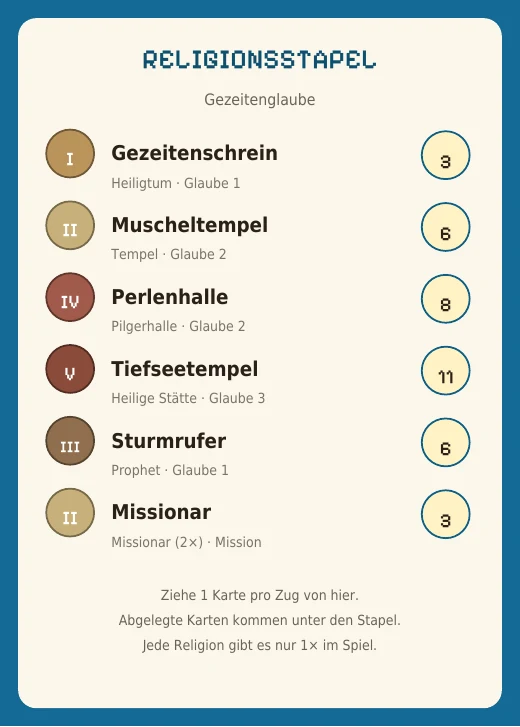 RELIGIONSSTAPEL
Gezeitenglaube
I Gezeitenschrein 3
Heiligtum · Glaube 1
II Muscheltempel 6
Tempel · Glaube 2
IV Perlenhalle 8
Pilgerhalle · Glaube 2
V Tiefseetempel 11
Heilige Stätte · Glaube 3
III Sturmrufer 6
Prophet · Glaube 1
II Missionar 3
Missionar (2×) · Mission
Ziehe 1 Karte pro Zug von hier.
Abgelegte Karten kommen unter den Stapel.
Jede Religion gibt es nur 1× im Spiel.